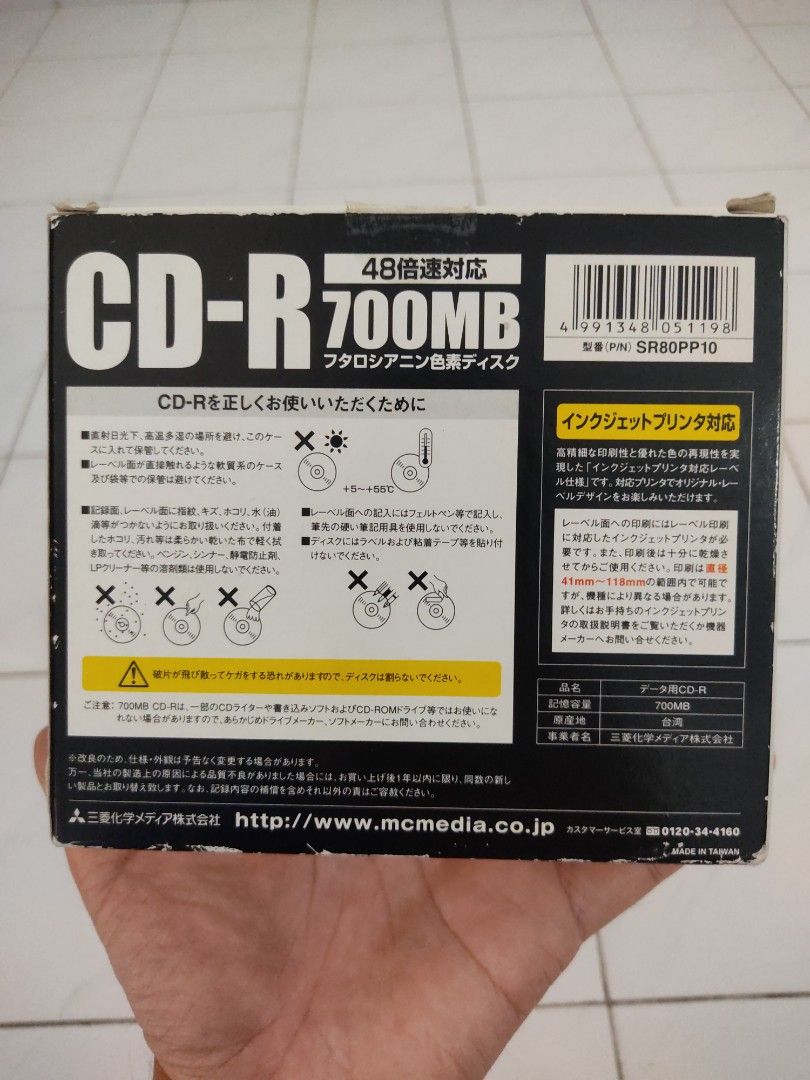 CD-R
48倍速対応
700MB
フタロシアニン色素ディスク
4 991348 051198
型番(P/N) SR80PP10
CD-Rを正しくお使いいただくために
■直射日光下、高温多湿の場所を避け、このケー
スに入れて保管してください。
■レーベル面が直接触れるような軟質系のケース
及び袋等での保管は避けてください。
+5~+55℃
■記録面、レーベル面に指紋、キズ、ホコリ、水(油)
滴等がつかないようにお取り扱いください。付着
したホコリ、汚れ等は柔らかい乾いた布で軽く拭
き取ってください。ベンジン、シンナー、静電防止剤、
LPクリーナー等の溶剤類は使用しないでください。
■レーベル面への記入にはフェルトペン等で記入し、
筆先の硬い筆記用具を使用しないでください。
■ディスクにはラベルおよび粘着テープ等を貼り付
けないでください。
破片が飛び散ってケガをする恐れがありますので、ディスクは割らないでください。
ご注意: 700MB CD-Rは、一部のCDライターや書き込みソフトおよびCD-ROMドライブ等ではお使いにな
れない場合がありますので、あらかじめドライブメーカー、ソフトメーカーにお問い合わせください。
インクジェットプリンタ対応
高精細な印刷性と優れた色の再現性を実
現した「インクジェットプリンタ対応レーベ
ル仕様」です。対応プリンタでオリジナル・レー
ベルデザインをお楽しみいただけます。
レーベル面への印刷にはレーベル印刷
に対応したインクジェットプリンタが必
要です。また、印刷後は十分に乾燥さ
せてからご使用ください。印刷は直径
41mm~118mmの範囲内で可能で
すが、機種により異なる場合があります。
詳しくはお手持ちのインクジェットプリン
タの取扱説明書をご覧いただくか機器
メーカーへお問い合せください。
品名 データ用CD-R
記憶容量 700MB
原産地 台湾
事業者名 三菱化学メディア株式会社
※改良のため、仕様・外観は予告なく変更する場合があります。
万一、当社の製造上の原因による品質不良がありました場合には、お買い上げ後1年以内に限り、同数の新し
い製品とお取り替え致します。なお、記録内容の補償を含めそれ以外の責はご容赦ください。
三菱化学メディア株式会社 http://www.mcmedia.co.jp カスタマーサービス室 0120-34-4160
MADE IN TAIWAN